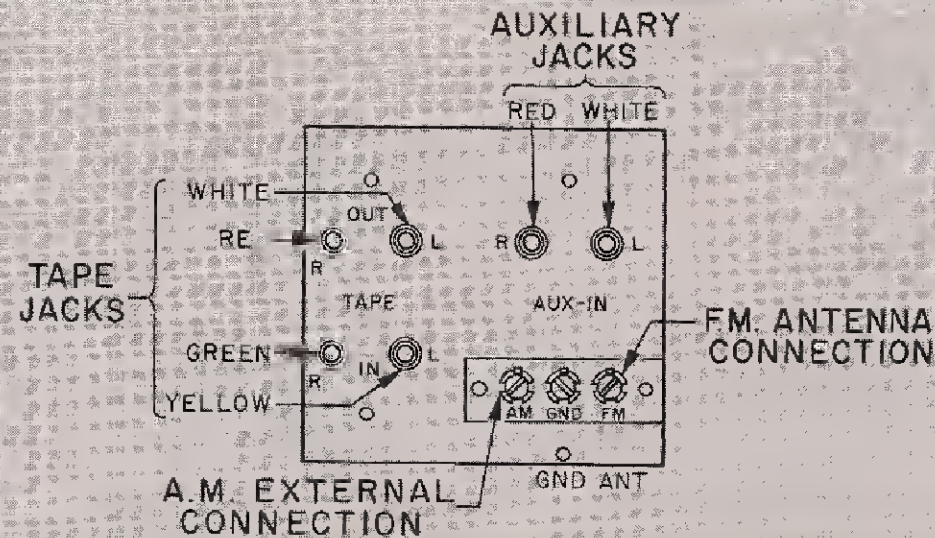 AUXILIARY
JACKS
RED WHITE
WHITE
OUT
RE
L
R
R
L
TAPE
JACKS
TAPE
AUX-IN
F.M. ANTENNA
CONNECTION
GREEN
R
IN
L
YELLOW
AM GND FM
GND ANT
A.M. EXTERNAL
CONNECTION